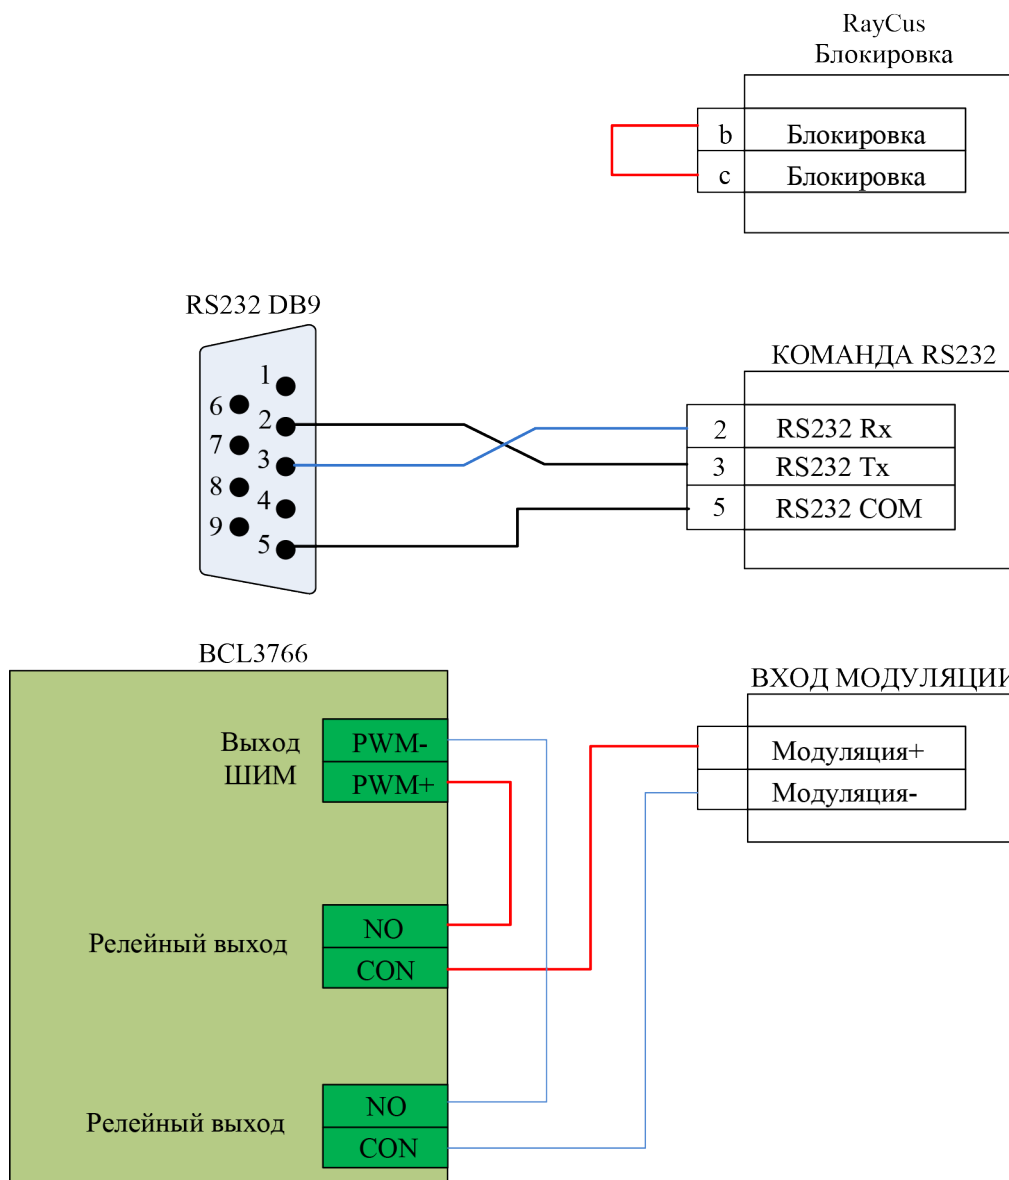 RayCus
Блокировка
b Блокировка
c Блокировка
RS232 DB9
1
6
2
7
3
8
4
9
5
КОМАНДА RS232
2 RS232 Rx
3 RS232 Tx
5 RS232 COM
BCL3766
Выход
ШИМ
PWM-
PWM+
Релейный выход
NO
CON
Релейный выход
NO
CON
ВХОД МОДУЛЯЦИИ
Модуляция+
Модуляция-